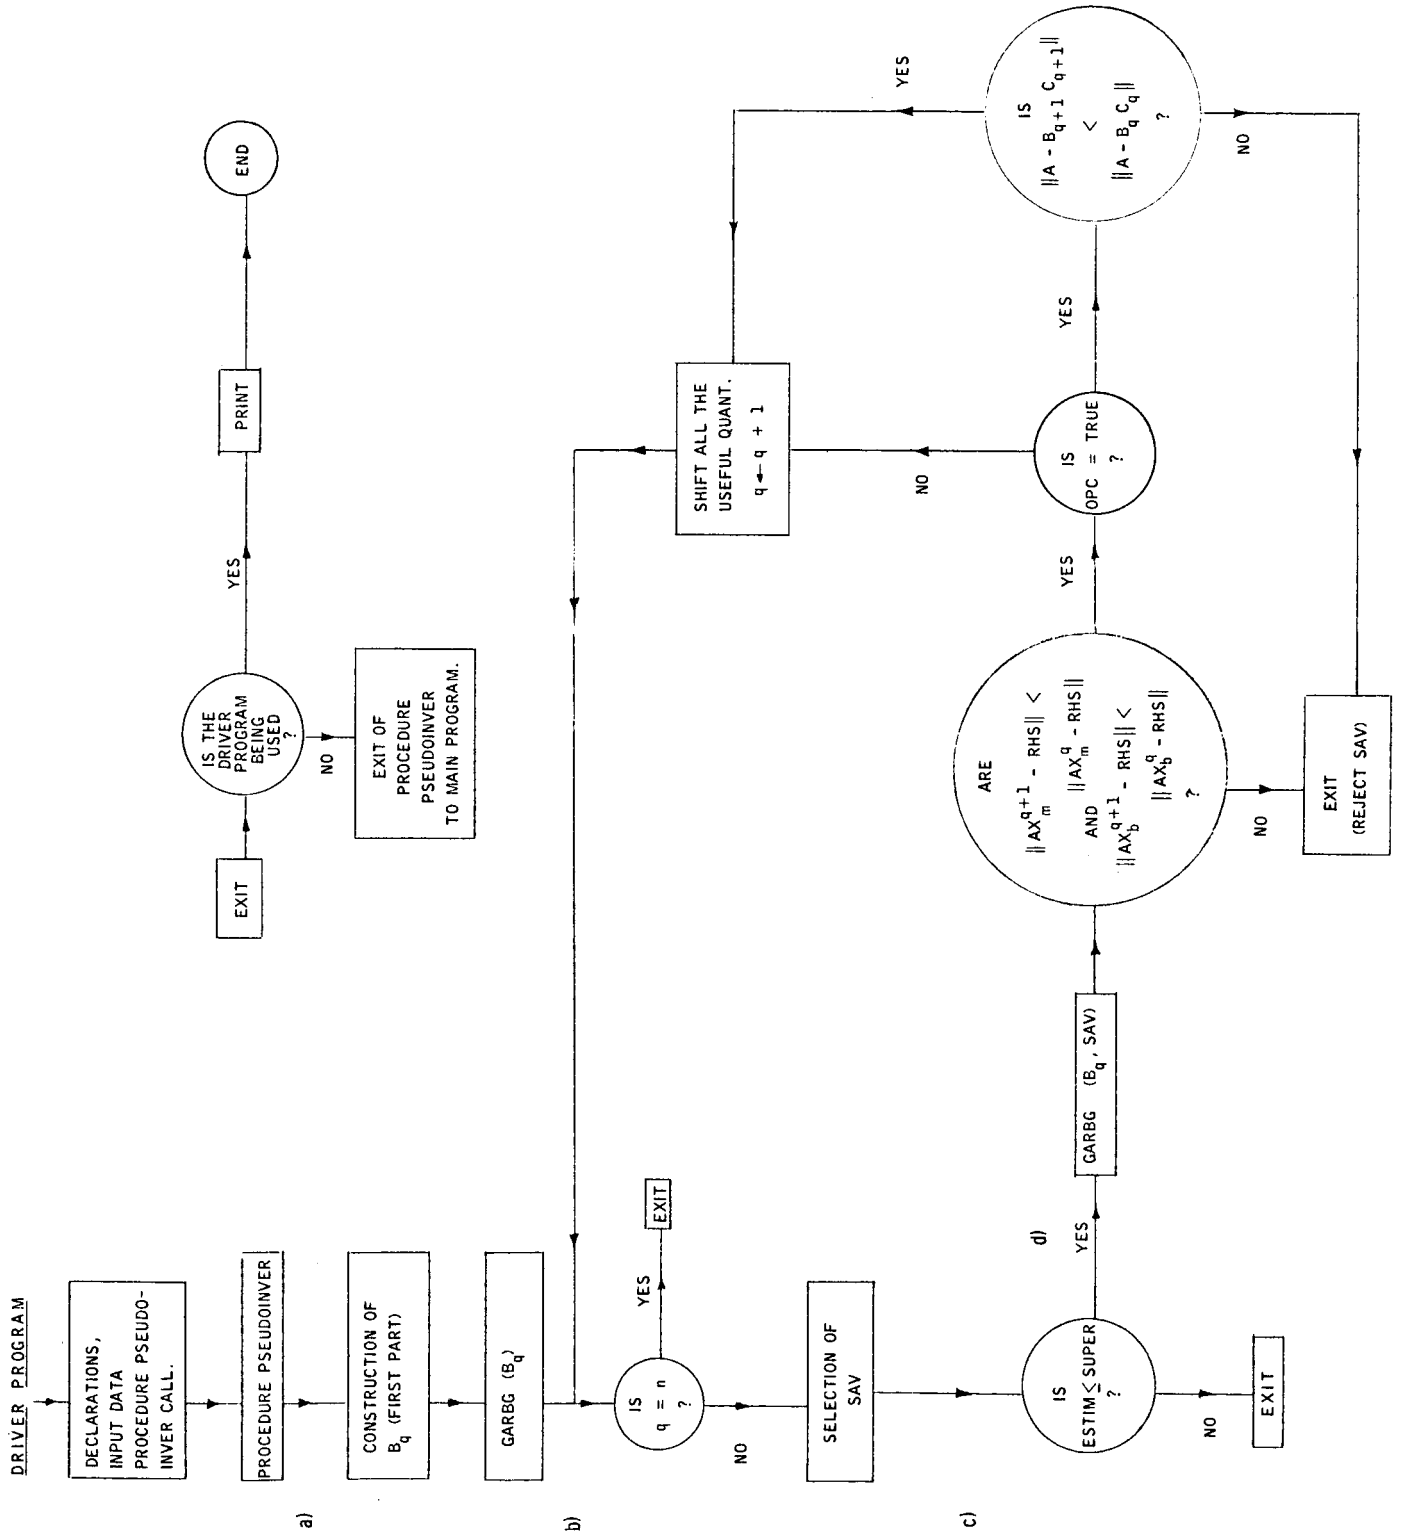 DRIVER PROGRAM
DECLARATIONS,
INPUT DATA
PROCEDURE PSEUDO-
INVER CALL.
a)
PROCEDURE PSEUDOINVER
CONSTRUCTION OF
B_q (FIRST PART)
GARBG (B_q)
b)
IS
q = n
?
YES
EXIT
NO
SELECTION OF
SAV
c)
IS
ESTIM ≤ SUPER
?
NO
EXIT
d)
YES
GARBG (B_q, SAV)
ARE
||AX_m^{q+1} - RHS|| <
||AX_m^q - RHS||
AND
||AX_b^{q+1} - RHS|| <
||AX_b^q - RHS||
?
NO
EXIT
(REJECT SAV)
YES
IS
OPC = TRUE
?
NO
SHIFT ALL THE
USEFUL QUANT.
q ← q + 1
YES
IS
||A - B_{q+1} C_{q+1}||
<
||A - B_q C_q||
?
YES
NO
EXIT
IS THE
DRIVER
PROGRAM
BEING
USED
?
NO
EXIT OF
PROCEDURE
PSEUDOINVER
TO MAIN PROGRAM.
YES
PRINT
END